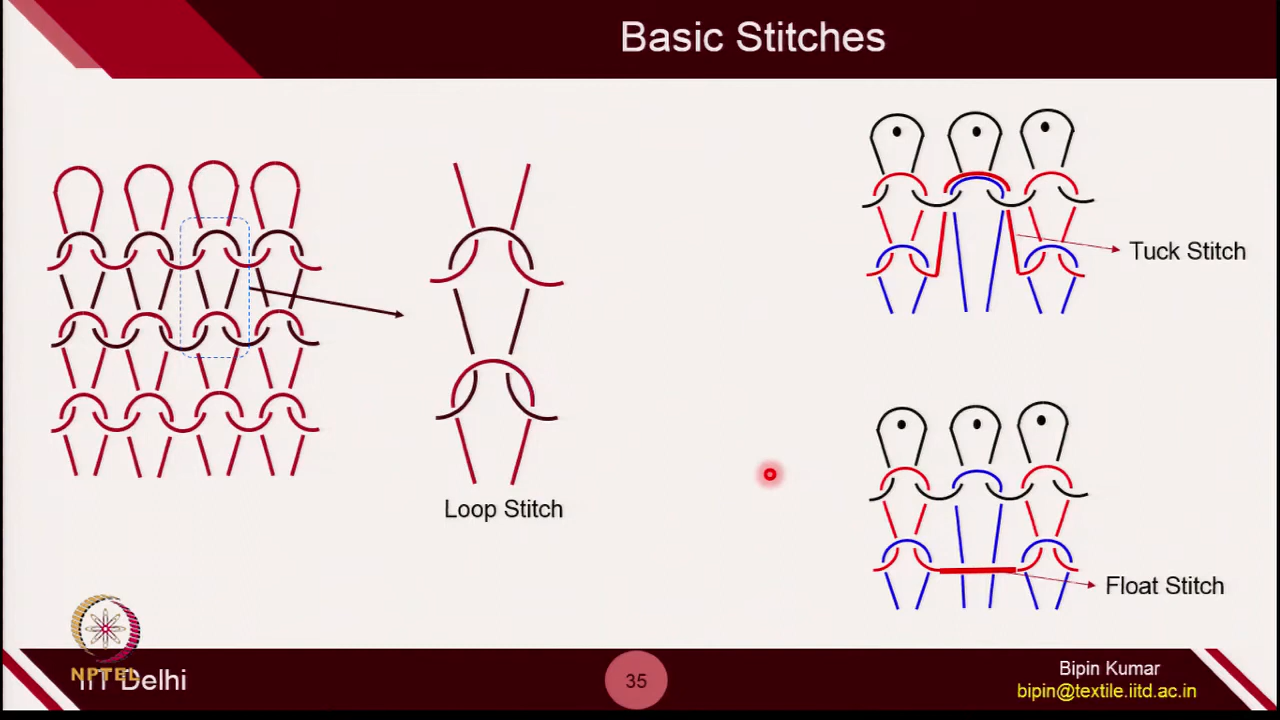 Basic Stitches
Tuck Stitch
Loop Stitch
Float Stitch
NPTEL
IIT Delhi
35
Bipin Kumar
bipin@textile.iitd.ac.in